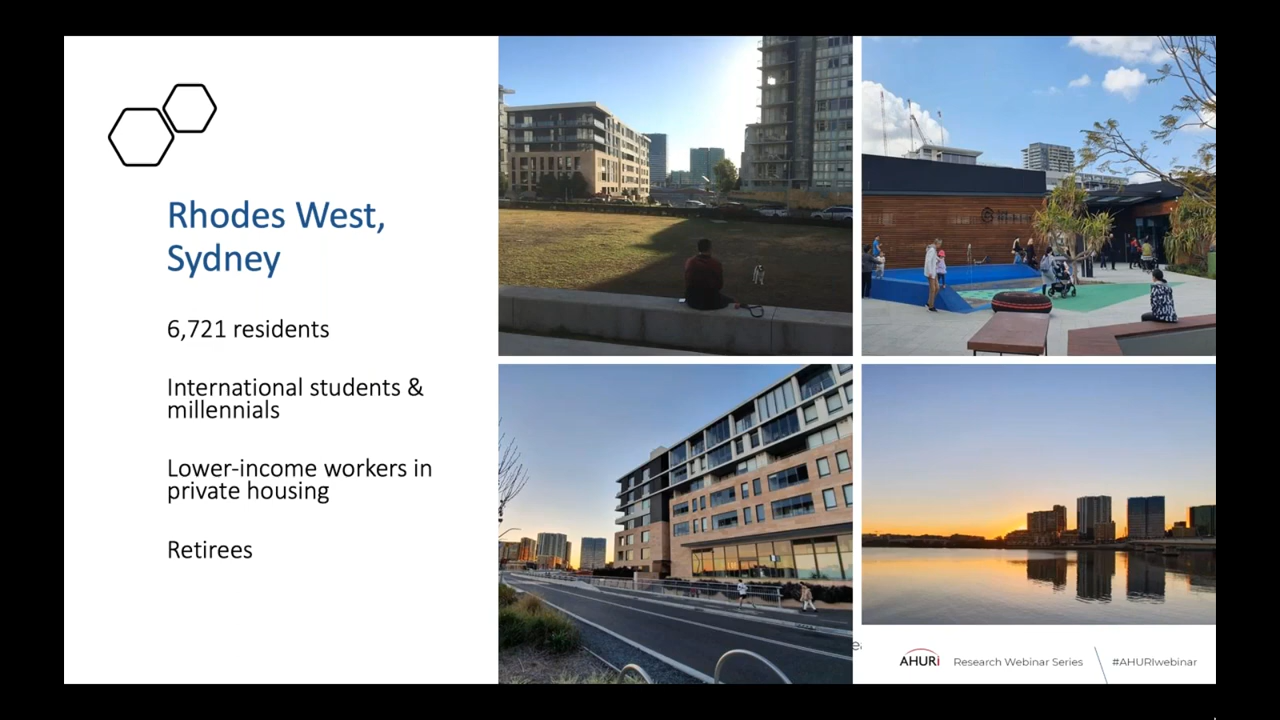 Rhodes West,
Sydney
6,721 residents
International students &
millennials
Lower-income workers in
private housing
Retirees
AHURI
Research Webinar Series
#AHURIwebinar